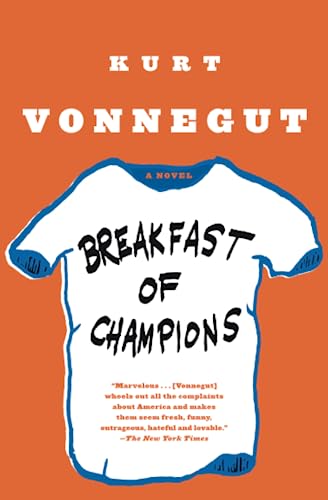 KURT
VONNEGUT
A NOVEL
BREAKFAST
OF
CHAMPIONS
"Marvelous . . . [Vonnegut]
wheels out all the complaints
about America and makes
them seem fresh, funny,
outrageous, hateful and lovable."
—The New York Times